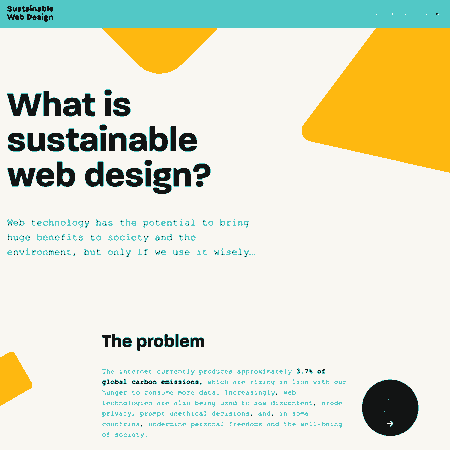 Sustainable
Web Design
What is
sustainable
web design?
Web technology has the potential to bring
huge benefits to society and the
environment, but only if we use it wisely…
The problem
The internet currently produces approximately 3.7% of
global carbon emissions, which are rising in line with our
hunger to consume more data. Increasingly, web
technologies are also being used to sow discontent, erode
privacy, prompt unethical decisions, and, in some
countries, undermine personal freedoms and the well-being
of society.